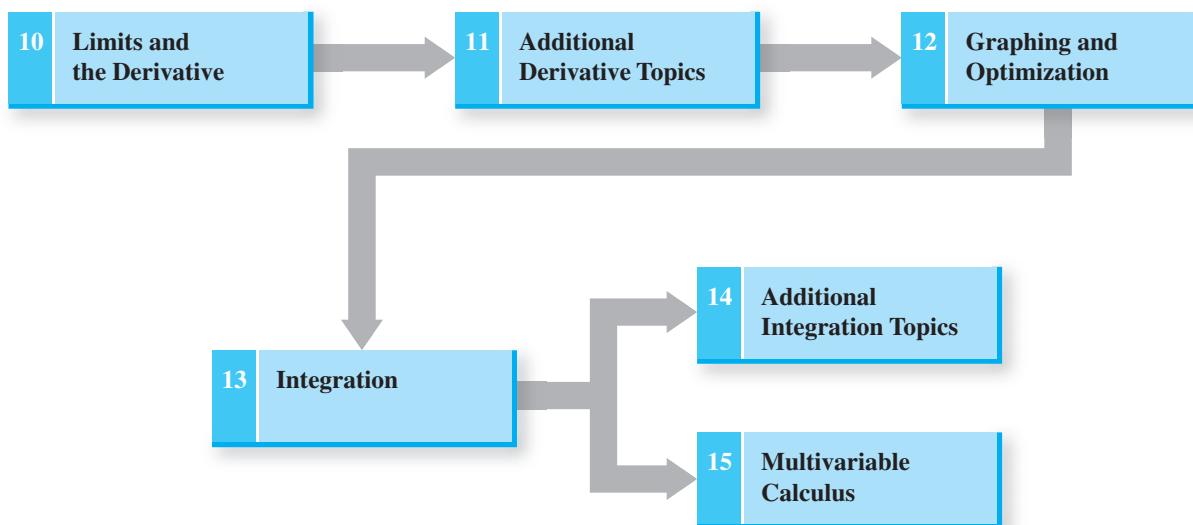 10
Limits and
the Derivative
11
Additional
Derivative Topics
12
Graphing and
Optimization
13
Integration
14
Additional
Integration Topics
15
Multivariable
Calculus